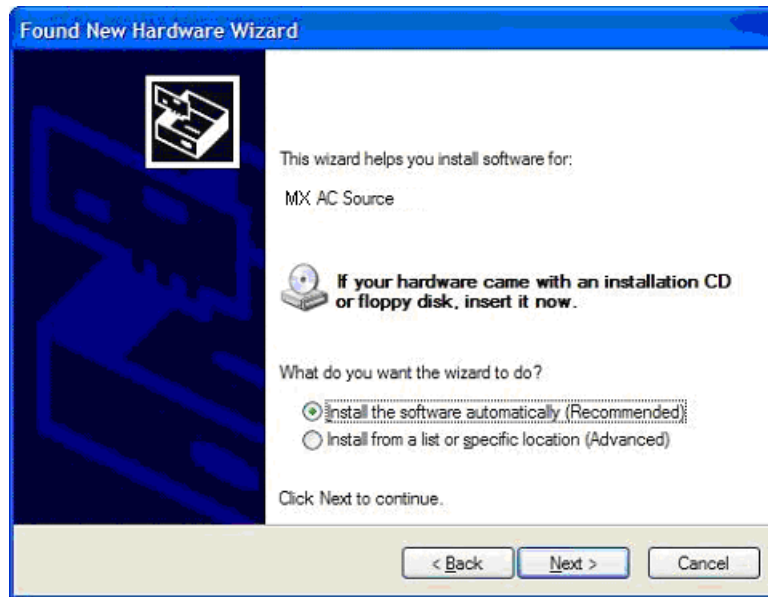 Found New Hardware Wizard
This wizard helps you install software for:
MX AC Source
If your hardware came with an installation CD
or floppy disk, insert it now.
What do you want the wizard to do?
Install the software automatically (Recommended)
Install from a list or specific location (Advanced)
Click Next to continue.
< Back
Next >
Cancel